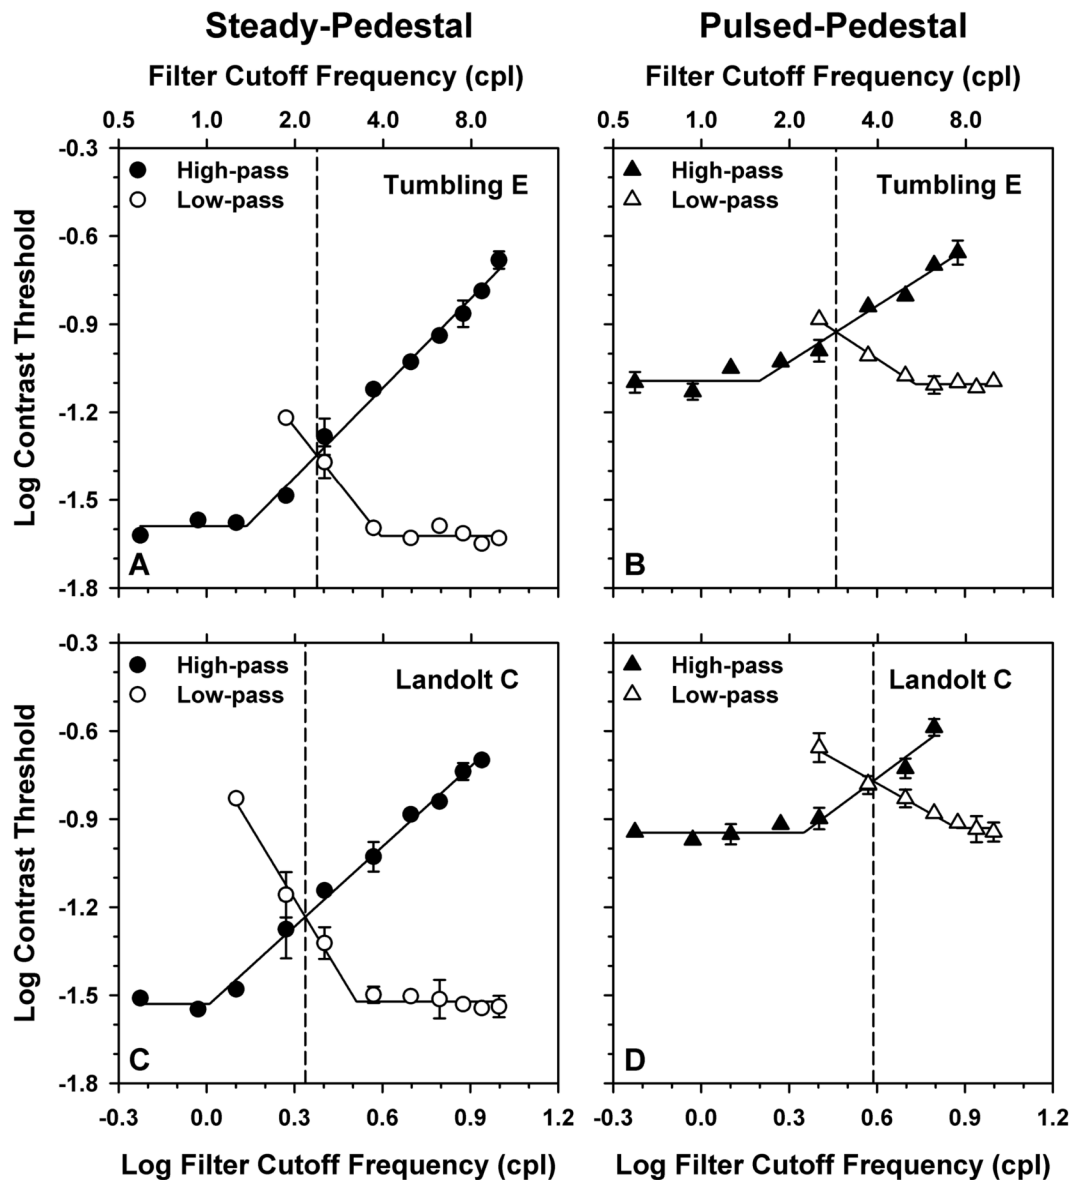 Steady-Pedestal Pulsed-Pedestal
Filter Cutoff Frequency (cpl) Filter Cutoff Frequency (cpl)
0.5 1.0 2.0 4.0 8.0 0.5 1.0 2.0 4.0 8.0
-0.3
High-pass Tumbling E High-pass Tumbling E
Low-pass Low-pass
-0.6
Log Contrast Threshold
-0.9
-1.2
-1.5
A B
-1.8
-0.3
High-pass Landolt C High-pass Landolt C
Low-pass Low-pass
-0.6
Log Contrast Threshold
-0.9
-1.2
-1.5
C D
-1.8
-0.3 0.0 0.3 0.6 0.9 1.2 -0.3 0.0 0.3 0.6 0.9 1.2
Log Filter Cutoff Frequency (cpl) Log Filter Cutoff Frequency (cpl)